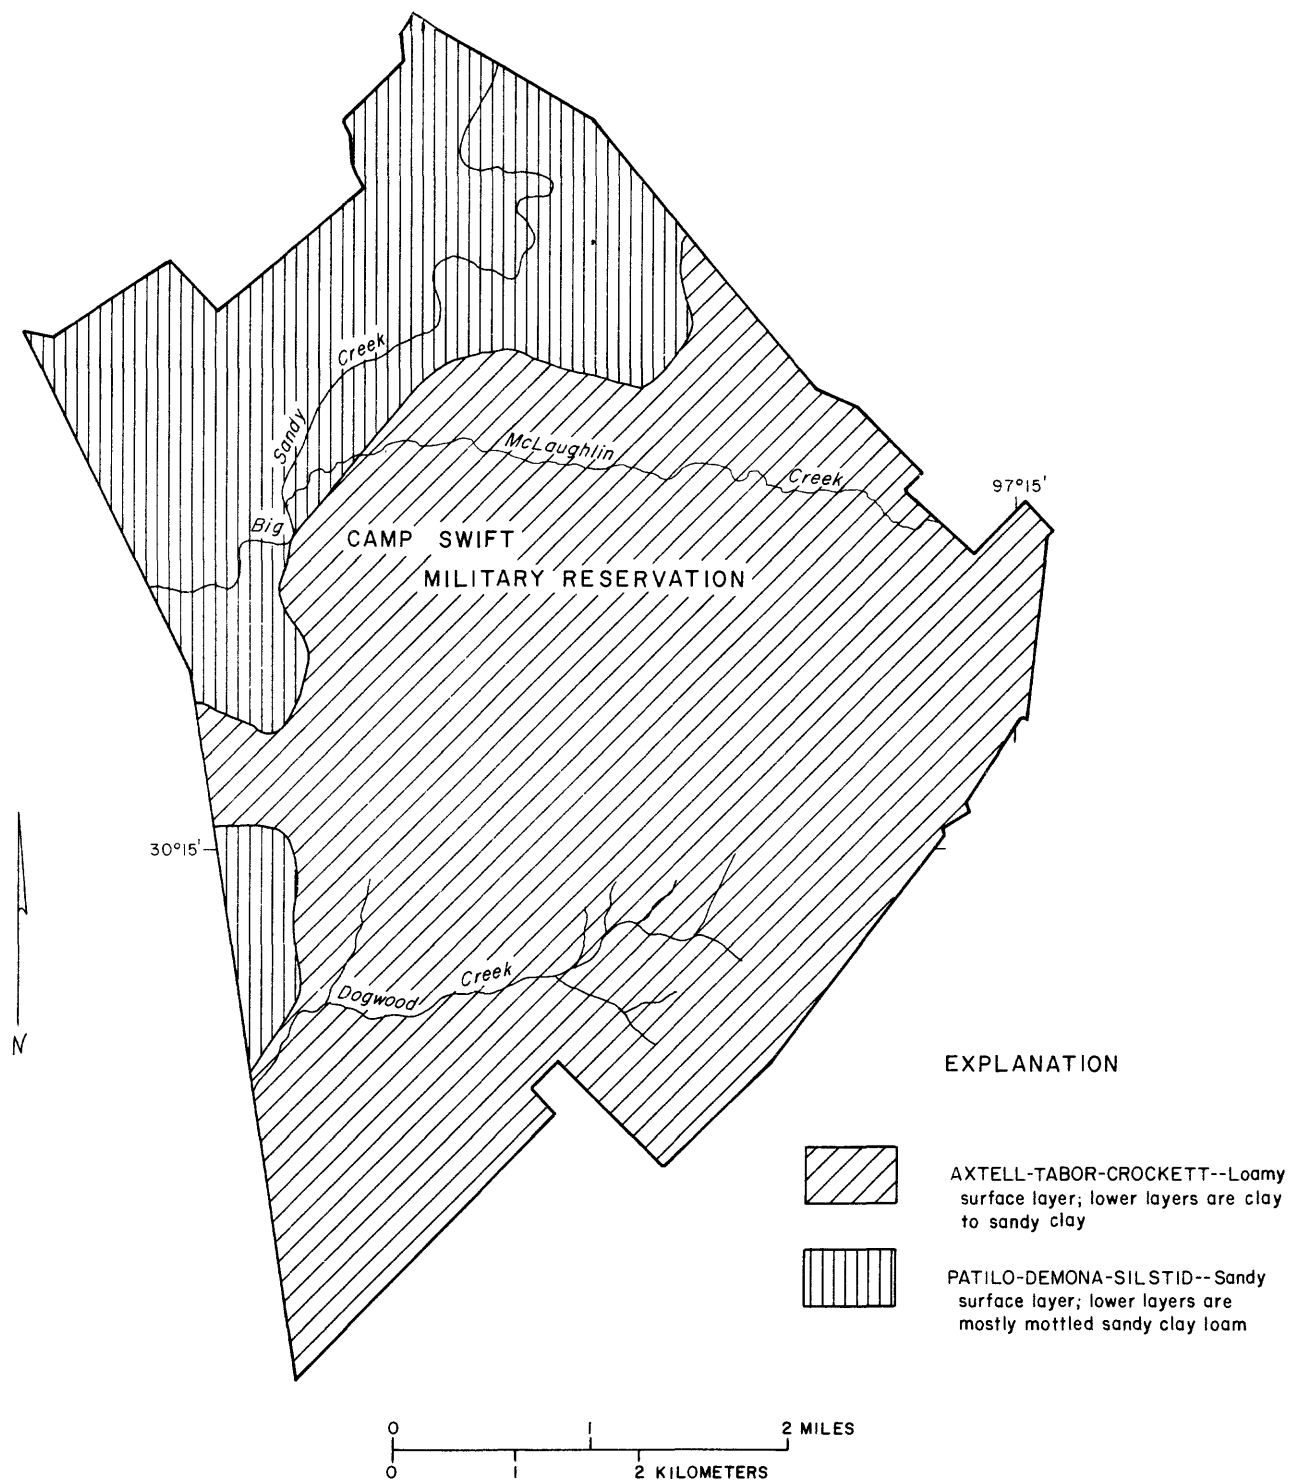 Creek
Sandy
McLaughlin
Creek
97°15'
Big
CAMP SWIFT
MILITARY RESERVATION
30°15'
Creek
Dogwood
N
EXPLANATION
AXTELL-TABOR-CROCKETT--Loamy
surface layer; lower layers are clay
to sandy clay
PATILO-DEMONA-SILSTID--Sandy
surface layer; lower layers are
mostly mottled sandy clay loam
0 1 2 MILES
0 1 2 KILOMETERS